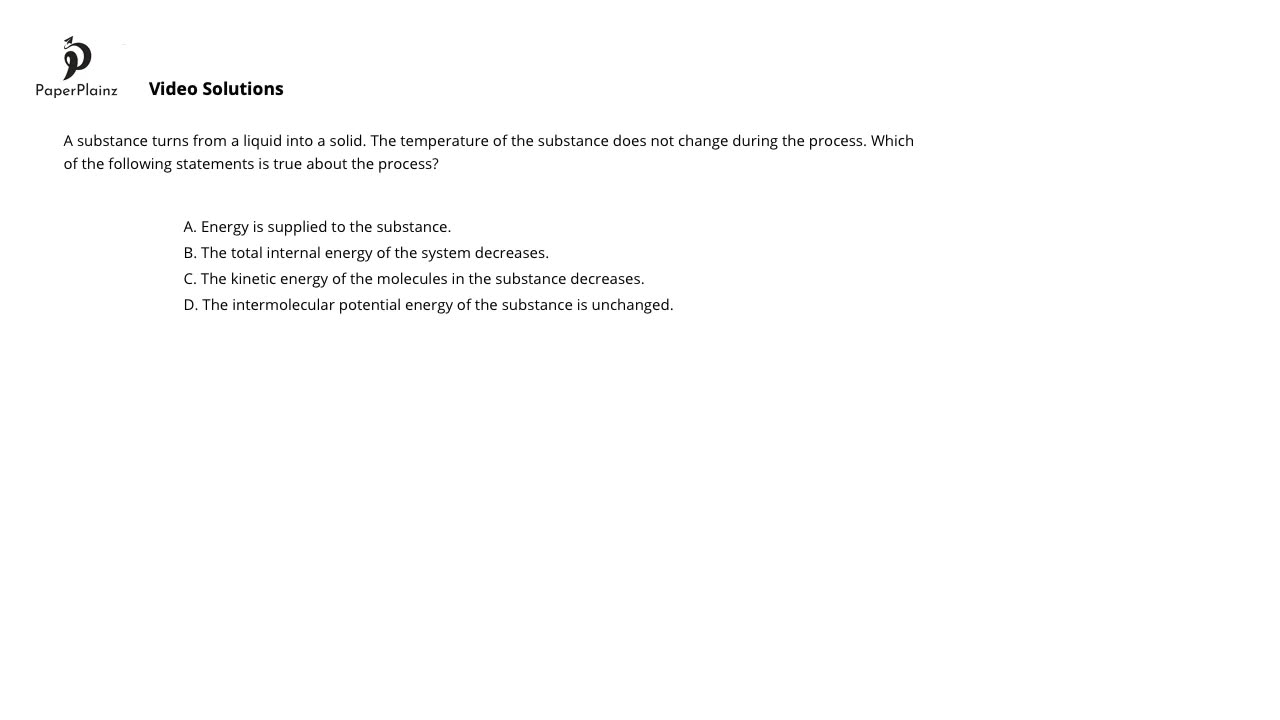 PaperPlainz
Video Solutions
A substance turns from a liquid into a solid. The temperature of the substance does not change during the process. Which
of the following statements is true about the process?
A. Energy is supplied to the substance.
B. The total internal energy of the system decreases.
C. The kinetic energy of the molecules in the substance decreases.
D. The intermolecular potential energy of the substance is unchanged.